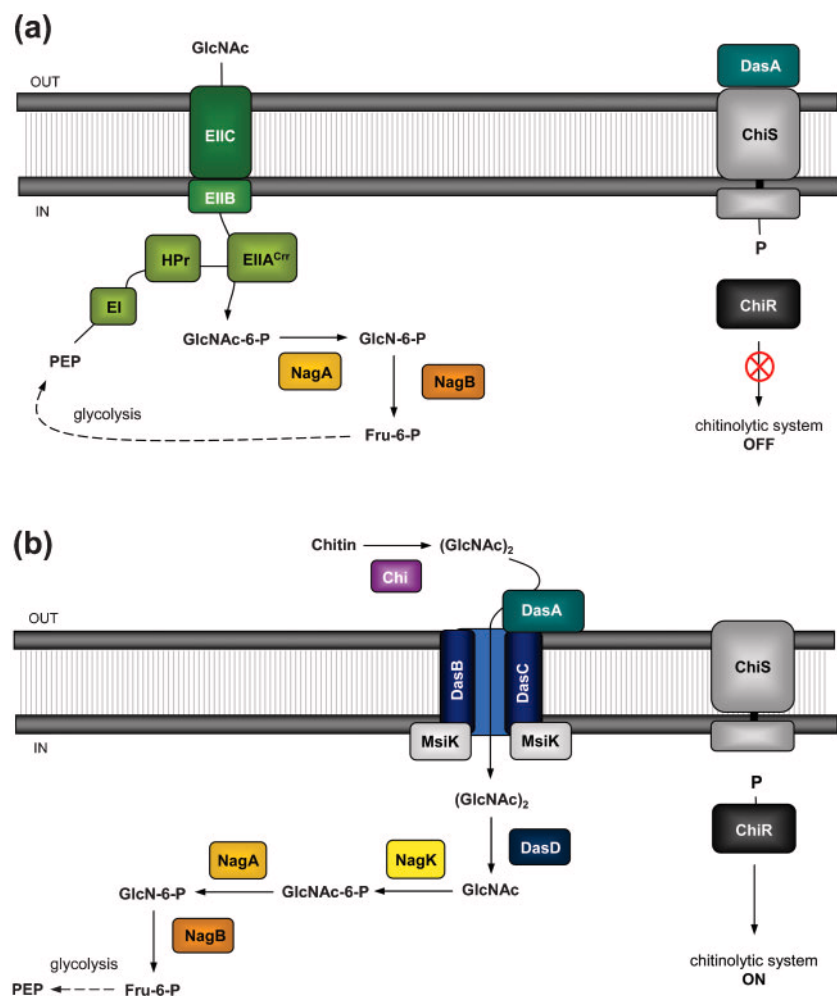 (a)
GlcNAc
OUT
DasA
EIIC
ChiS
EIIB
IN
P
HPr
EIIA^Crr
EI
ChiR
GlcNAc-6-P
GlcN-6-P
PEP
NagA
NagB
glycolysis
Fru-6-P
chitinolytic system
OFF
(b)
Chitin
(GlcNAc)₂
Chi
DasA
OUT
DasB
DasC
ChiS
MsiK
MsiK
IN
(GlcNAc)₂
P
ChiR
DasD
NagA
NagK
GlcN-6-P
GlcNAc-6-P
GlcNAc
NagB
glycolysis
chitinolytic system
ON
PEP
Fru-6-P